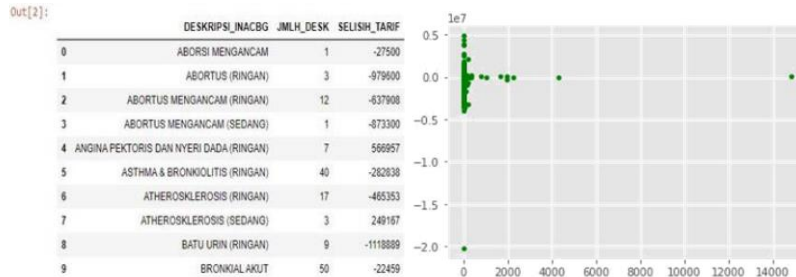 Out[2]:
DESKRIPSI_INACBG JMLH_DESK SELISIH_TARIF
0 ABORSI MENGANCAM 1 -27500
1 ABORTUS (RINGAN) 3 -979600
2 ABORTUS MENGANCAM (RINGAN) 12 -637908
3 ABORTUS MENGANCAM (SEDANG) 1 -873300
4 ANGINA PEKTORIS DAN NYERI DADA (RINGAN) 7 566957
5 ASTHMA & BRONKIOLITIS (RINGAN) 40 -282838
6 ATHEROSKLEROSIS (RINGAN) 17 -465353
7 ATHEROSKLEROSIS (SEDANG) 3 249167
8 BATU URIN (RINGAN) 9 -1118889
9 BRONKIAL AKUT 50 -22459
1e7
0.5
0.0
-0.5
-1.0
-1.5
-2.0
0 2000 4000 6000 8000 10000 12000 14000